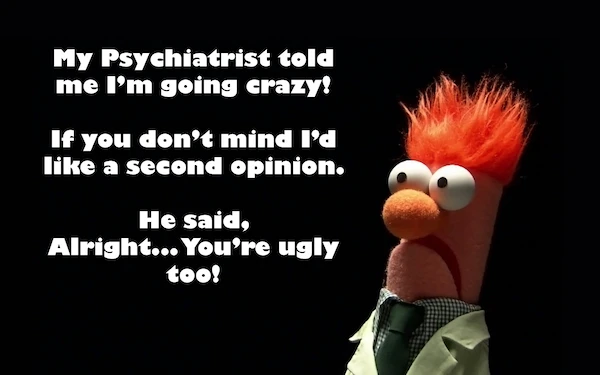 My Psychiatrist told
me I'm going crazy!
If you don't mind I'd
like a second opinion.
He said,
Alright... You're ugly
too!